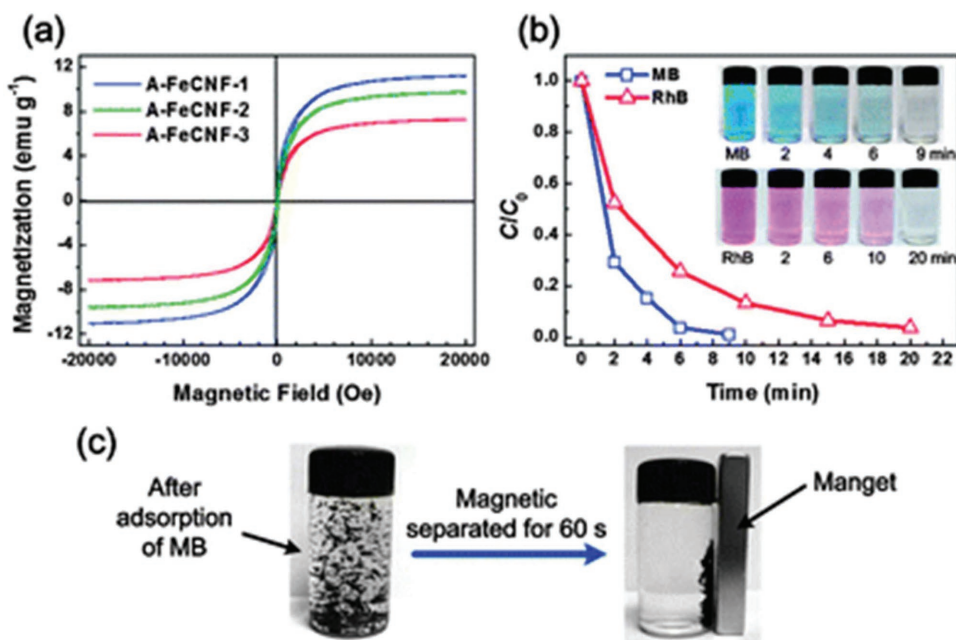 (a)
Magnetization (emu g⁻¹)
12
8
4
0
-4
-8
-12
A-FeCNF-1
A-FeCNF-2
A-FeCNF-3
-20000 -10000 0 10000 20000
Magnetic Field (Oe)
(b)
C/C₀
1.0
0.8
0.6
0.4
0.2
0.0
MB
RhB
MB 2 4 6 9 min
RhB 2 6 10 20 min
0 2 4 6 8 10 12 14 16 18 20 22
Time (min)
(c)
After
adsorption
of MB
Magnetic
separated for 60 s
Manget